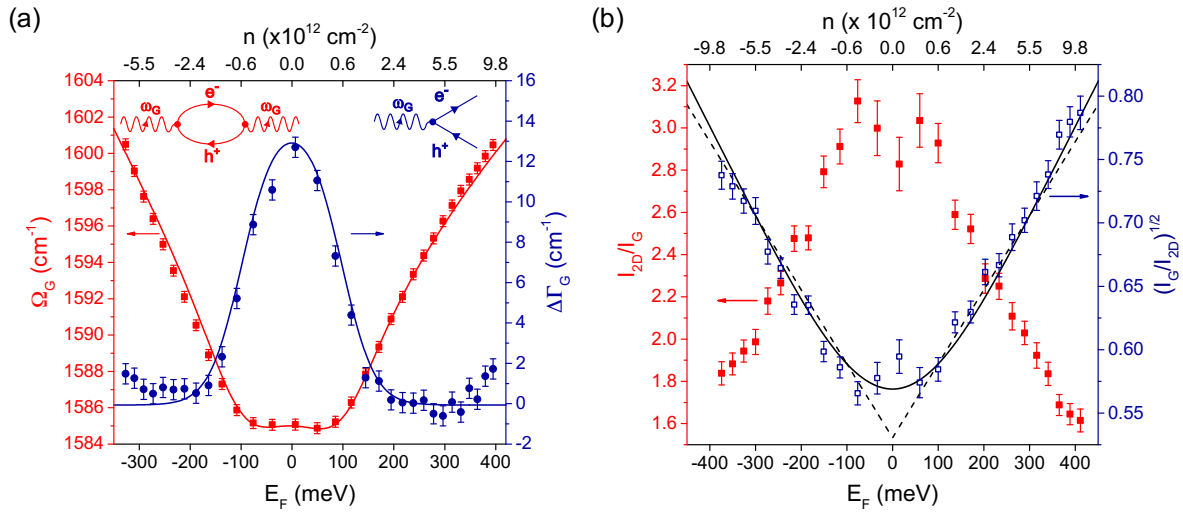 (a)
n (x10¹² cm⁻²)
-5.5 -2.4 -0.6 0.0 0.6 2.4 5.5 9.8
1604 1602 1600 1598 1596 1594 1592 1590 1588 1586 1584
Ω_G (cm⁻¹)
ω_G e⁻ ω_G
h⁺
ω_G e⁻
h⁺
16 14 12 10 8 6 4 2 0 -2
ΔΓ_G (cm⁻¹)
-300 -200 -100 0 100 200 300 400
E_F (meV)
(b)
n (x 10¹² cm⁻²)
-9.8 -5.5 -2.4 -0.6 0.0 0.6 2.4 5.5 9.8
3.2 3.0 2.8 2.6 2.4 2.2 2.0 1.8 1.6
I_2D/I_G
0.80 0.75 0.70 0.65 0.60 0.55
(I_G/I_2D)^1/2
-400 -300 -200 -100 0 100 200 300 400
E_F (meV)